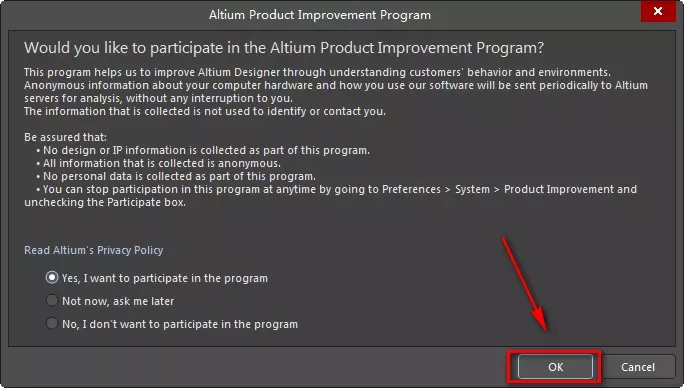 Altium Product Improvement Program
Would you like to participate in the Altium Product Improvement Program?
This program helps us to improve Altium Designer through understanding customers' behavior and environments.
Anonymous information about your computer hardware and how you use our software will be sent periodically to Altium
servers for analysis, without any interruption to you.
The information that is collected is not used to identify or contact you.
Be assured that:
• No design or IP information is collected as part of this program.
• All information that is collected is anonymous.
• No personal data is collected as part of this program.
• You can stop participation in this program at anytime by going to Preferences > System > Product Improvement and
unchecking the Participate box.
Read Altium's Privacy Policy
Yes, I want to participate in the program
Not now, ask me later
No, I don't want to participate in the program
OK Cancel